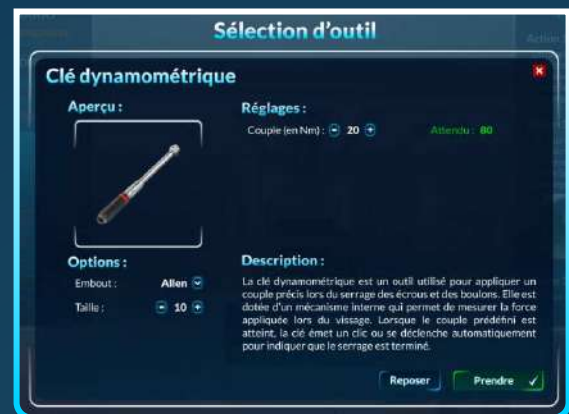 Sélection d'outil
Clé dynamométrique
Aperçu :
Réglages :
Couple (en Nm) : - 20 +
Attendu : 80
Options :
Embout : Allen
Taille : - 10 +
Description :
La clé dynamométrique est un outil utilisé pour appliquer un
couple précis lors du serrage des écrous et des boulons. Elle est
dotée d'un mécanisme interne qui permet de mesurer la force
appliquée lors du vissage. Lorsque le couple prédéfini est
atteint, la clé émet un clic ou se déclenche automatiquement
pour indiquer que le serrage est terminé.
Reposer
Prendre